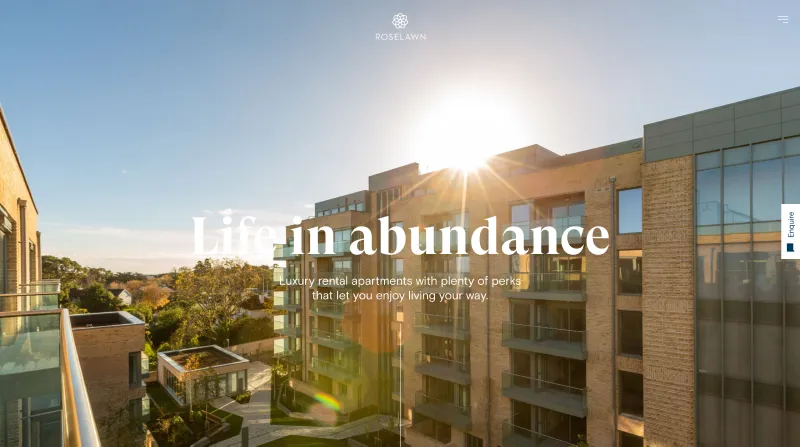 ROSELAWN
Life in abundance
Luxury rental apartments with plenty of perks
that let you enjoy living your way.
Enquire